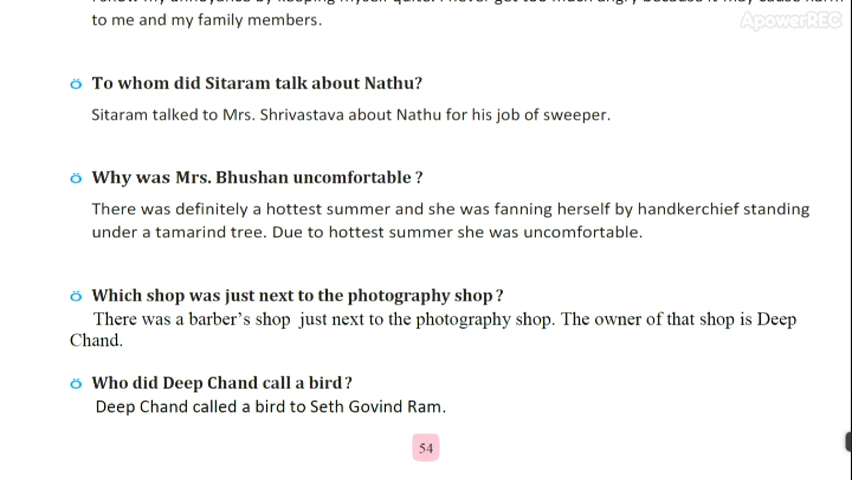 ApowerREC
to me and my family members.
To whom did Sitaram talk about Nathu?
Sitaram talked to Mrs. Shrivastava about Nathu for his job of sweeper.
Why was Mrs. Bhushan uncomfortable ?
There was definitely a hottest summer and she was fanning herself by handkerchief standing
under a tamarind tree. Due to hottest summer she was uncomfortable.
Which shop was just next to the photography shop ?
There was a barber's shop just next to the photography shop. The owner of that shop is Deep
Chand.
Who did Deep Chand call a bird ?
Deep Chand called a bird to Seth Govind Ram.
54